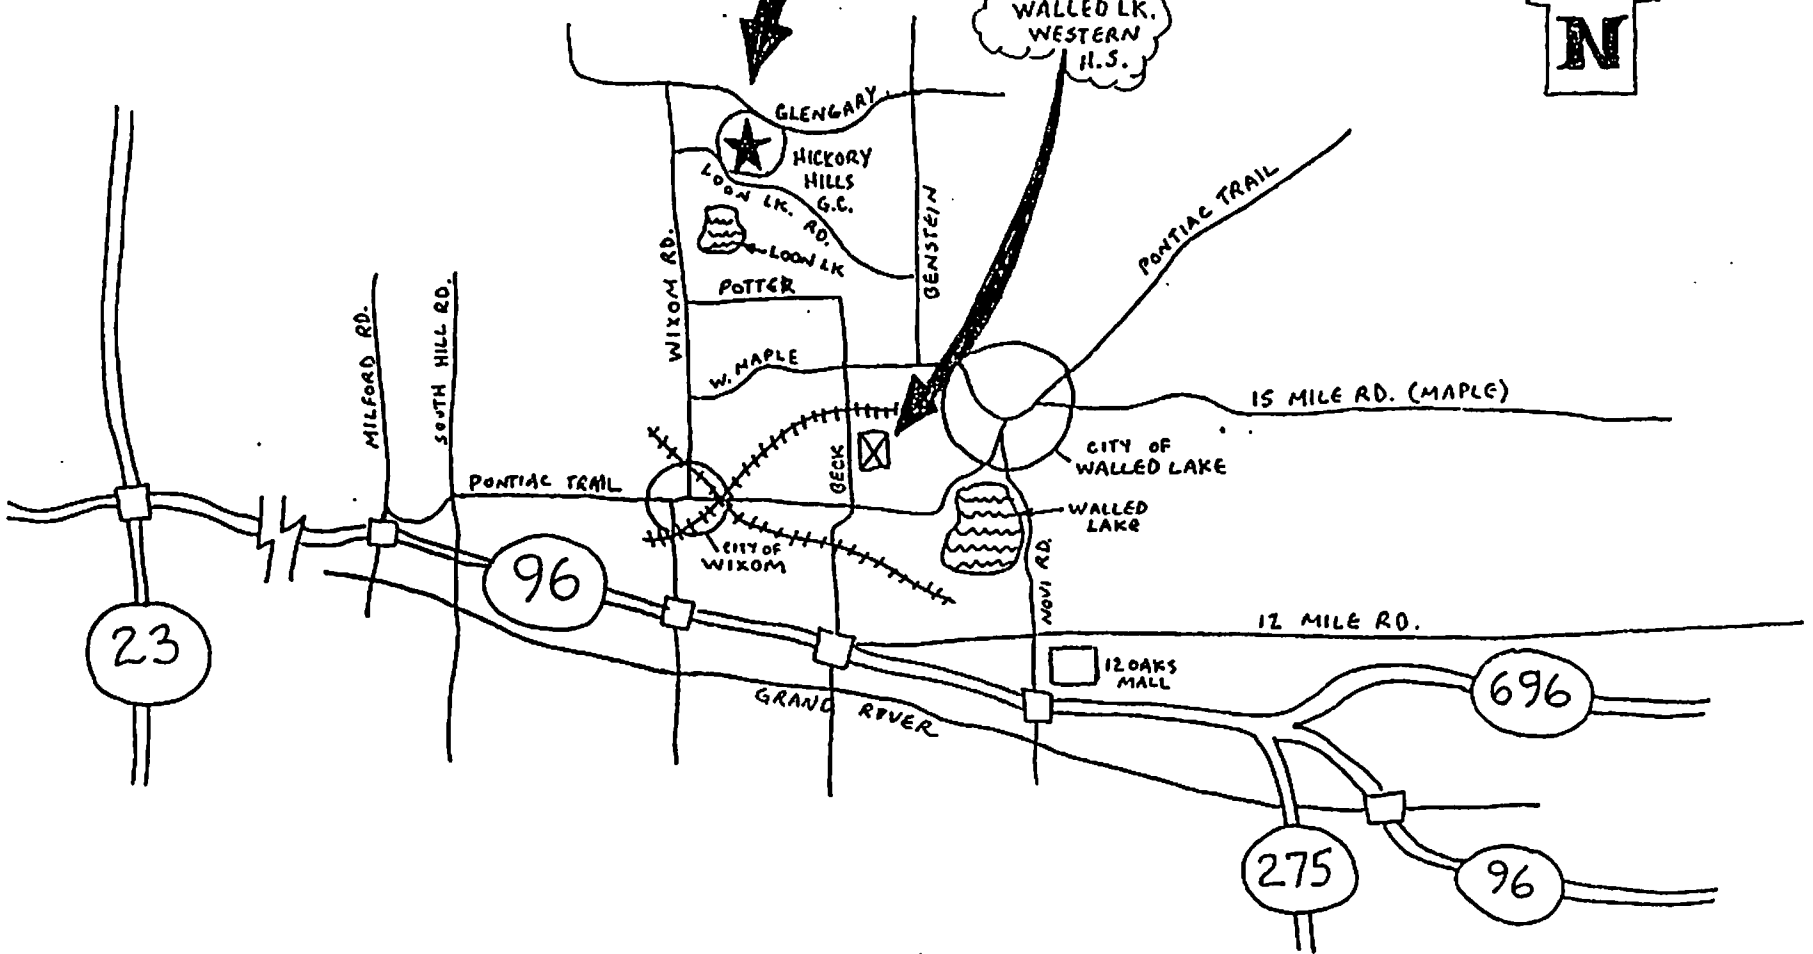 WALLED LK.
WESTERN
H.S.
N
GLENGARY
HICKORY
HILLS
G.C.
LOON LK. RD.
LOON LK
BENSTEIN
PONTIAC TRAIL
WIXOM RD.
POTTER
MILFORD RD.
SOUTH HILL RD.
W. MAPLE
15 MILE RD. (MAPLE)
CITY OF
WALLED LAKE
BECK
PONTIAC TRAIL
WALLED
LAKE
CITY OF
WIXOM
96
NOVI RD.
23
12 MILE RD.
12 OAKS
MALL
696
GRAND RIVER
275
96